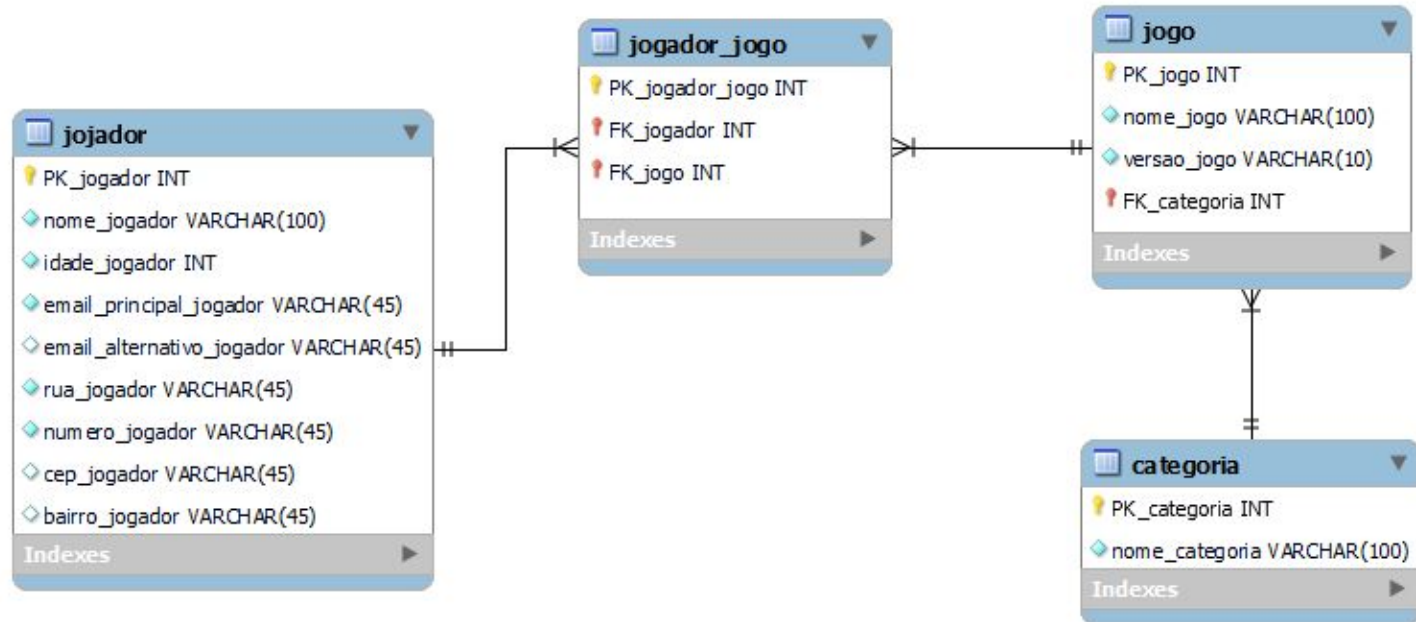 jojador
PK_jogador INT
nome_jogador VARCHAR(100)
idade_jogador INT
email_principal_jogador VARCHAR(45)
email_alternativo_jogador VARCHAR(45)
rua_jogador VARCHAR(45)
numero_jogador VARCHAR(45)
cep_jogador VARCHAR(45)
bairro_jogador VARCHAR(45)
Indexes
jogador_jogo
PK_jogador_jogo INT
FK_jogador INT
FK_jogo INT
Indexes
jogo
PK_jogo INT
nome_jogo VARCHAR(100)
versao_jogo VARCHAR(10)
FK_categoria INT
Indexes
categoria
PK_categoria INT
nome_categoria VARCHAR(100)
Indexes